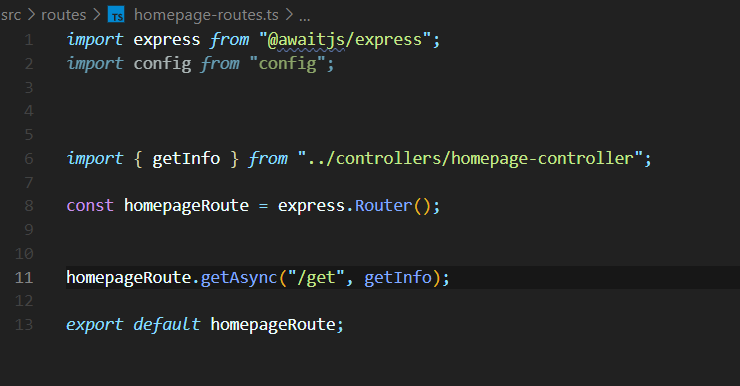 src > routes > TS homepage-routes.ts > ...
1 import express from "@awaitjs/express";
2 import config from "config";
3
4
5
6 import { getInfo } from "../controllers/homepage-controller";
7
8 const homepageRoute = express.Router();
9
10
11 homepageRoute.getAsync("/get", getInfo);
12
13 export default homepageRoute;